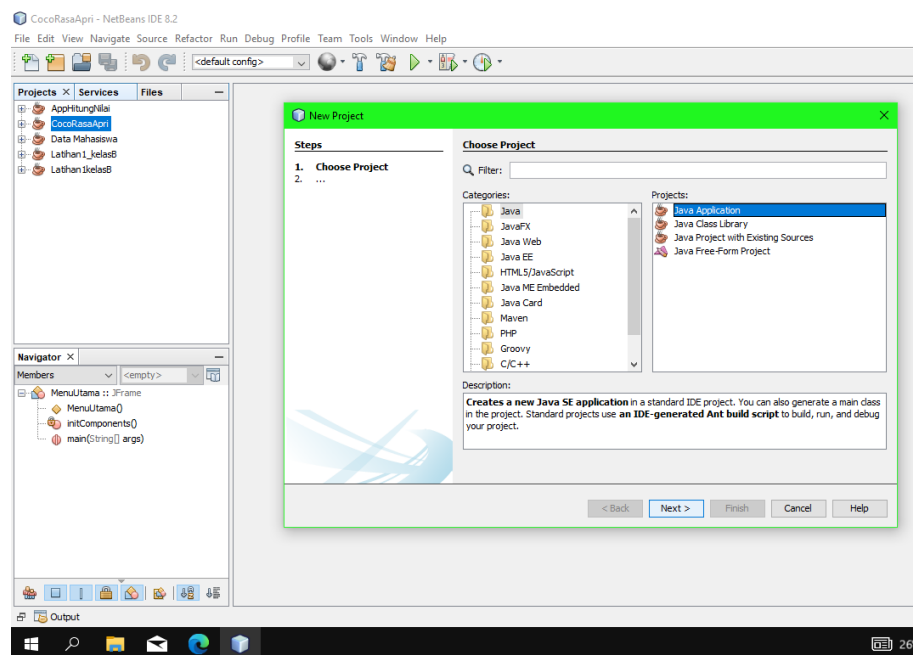 CocoRasaApri - NetBeans IDE 8.2
File Edit View Navigate Source Refactor Run Debug Profile Team Tools Window Help
<default config>
Projects × Services Files
AppHitungNilai
CocoRasaApri
Data Mahasiswa
Latihan1_kelasB
Latihan1kelasB
New Project
Steps
1. Choose Project
2. ...
Choose Project
Filter:
Categories:
Java
JavaFX
Java Web
Java EE
HTML5/JavaScript
Java ME Embedded
Java Card
Maven
PHP
Groovy
C/C++
Projects:
Java Application
Java Class Library
Java Project with Existing Sources
Java Free-Form Project
Description:
Creates a new Java SE application in a standard IDE project. You can also generate a main class
in the project. Standard projects use an IDE-generated Ant build script to build, run, and debug
your project.
< Back Next > Finish Cancel Help
Navigator ×
Members <empty>
MenuUtama :: JFrame
MenuUtama()
initComponents()
main(String[] args)
Output
26